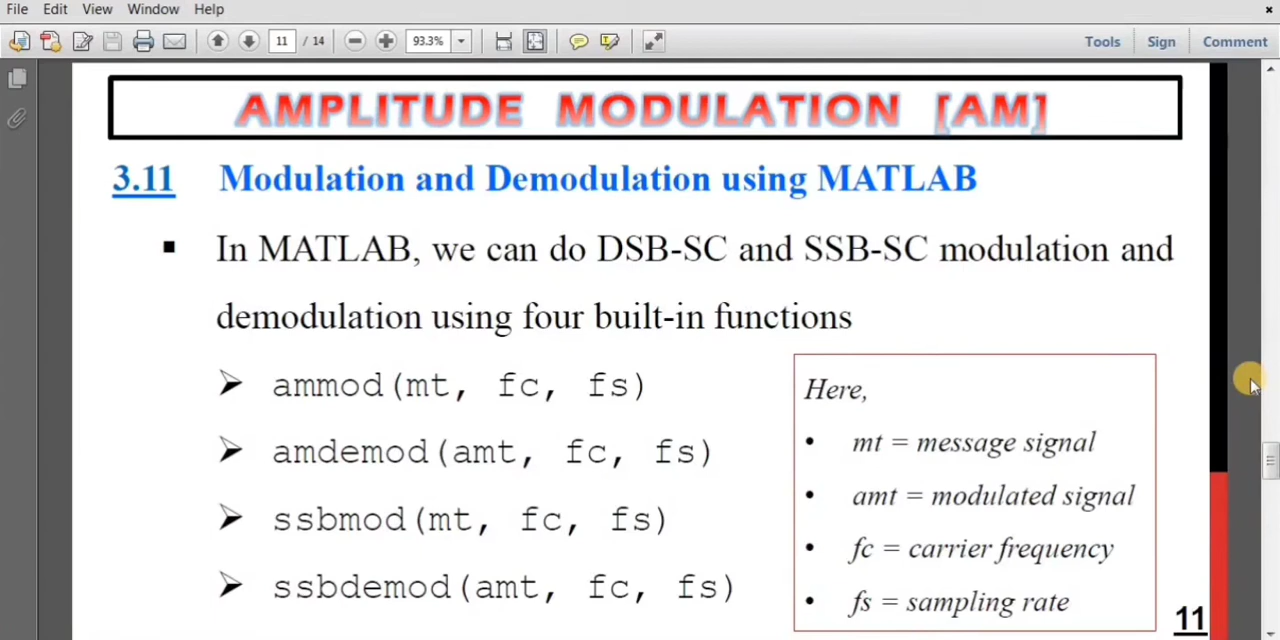 File Edit View Window Help
11 / 14 93.3% Tools Sign Comment
AMPLITUDE MODULATION [AM]
3.11 Modulation and Demodulation using MATLAB
▪ In MATLAB, we can do DSB-SC and SSB-SC modulation and
demodulation using four built-in functions
➢ ammod(mt, fc, fs)
➢ amdemod(amt, fc, fs)
➢ ssbmod(mt, fc, fs)
➢ ssbdemod(amt, fc, fs)
Here,
• mt = message signal
• amt = modulated signal
• fc = carrier frequency
• fs = sampling rate
11